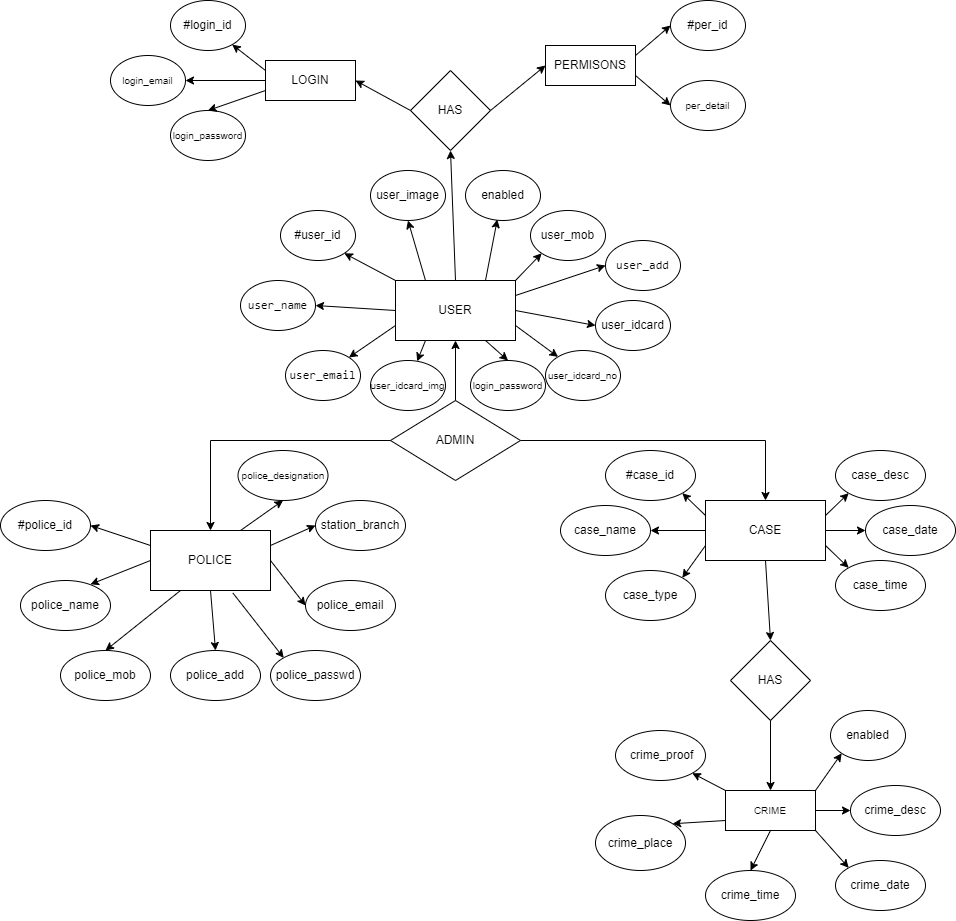 #login_id
#per_id
login_email
LOGIN
PERMISONS
HAS
per_detail
login_password
user_image
enabled
#user_id
user_mob
user_add
user_name
USER
user_idcard
user_email
user_idcard_img
login_password
user_idcard_no
ADMIN
police_designation
#case_id
case_desc
#police_id
station_branch
case_name
CASE
case_date
POLICE
case_type
case_time
police_name
police_email
police_mob
police_add
police_passwd
HAS
enabled
crime_proof
CRIME
crime_desc
crime_place
crime_time
crime_date